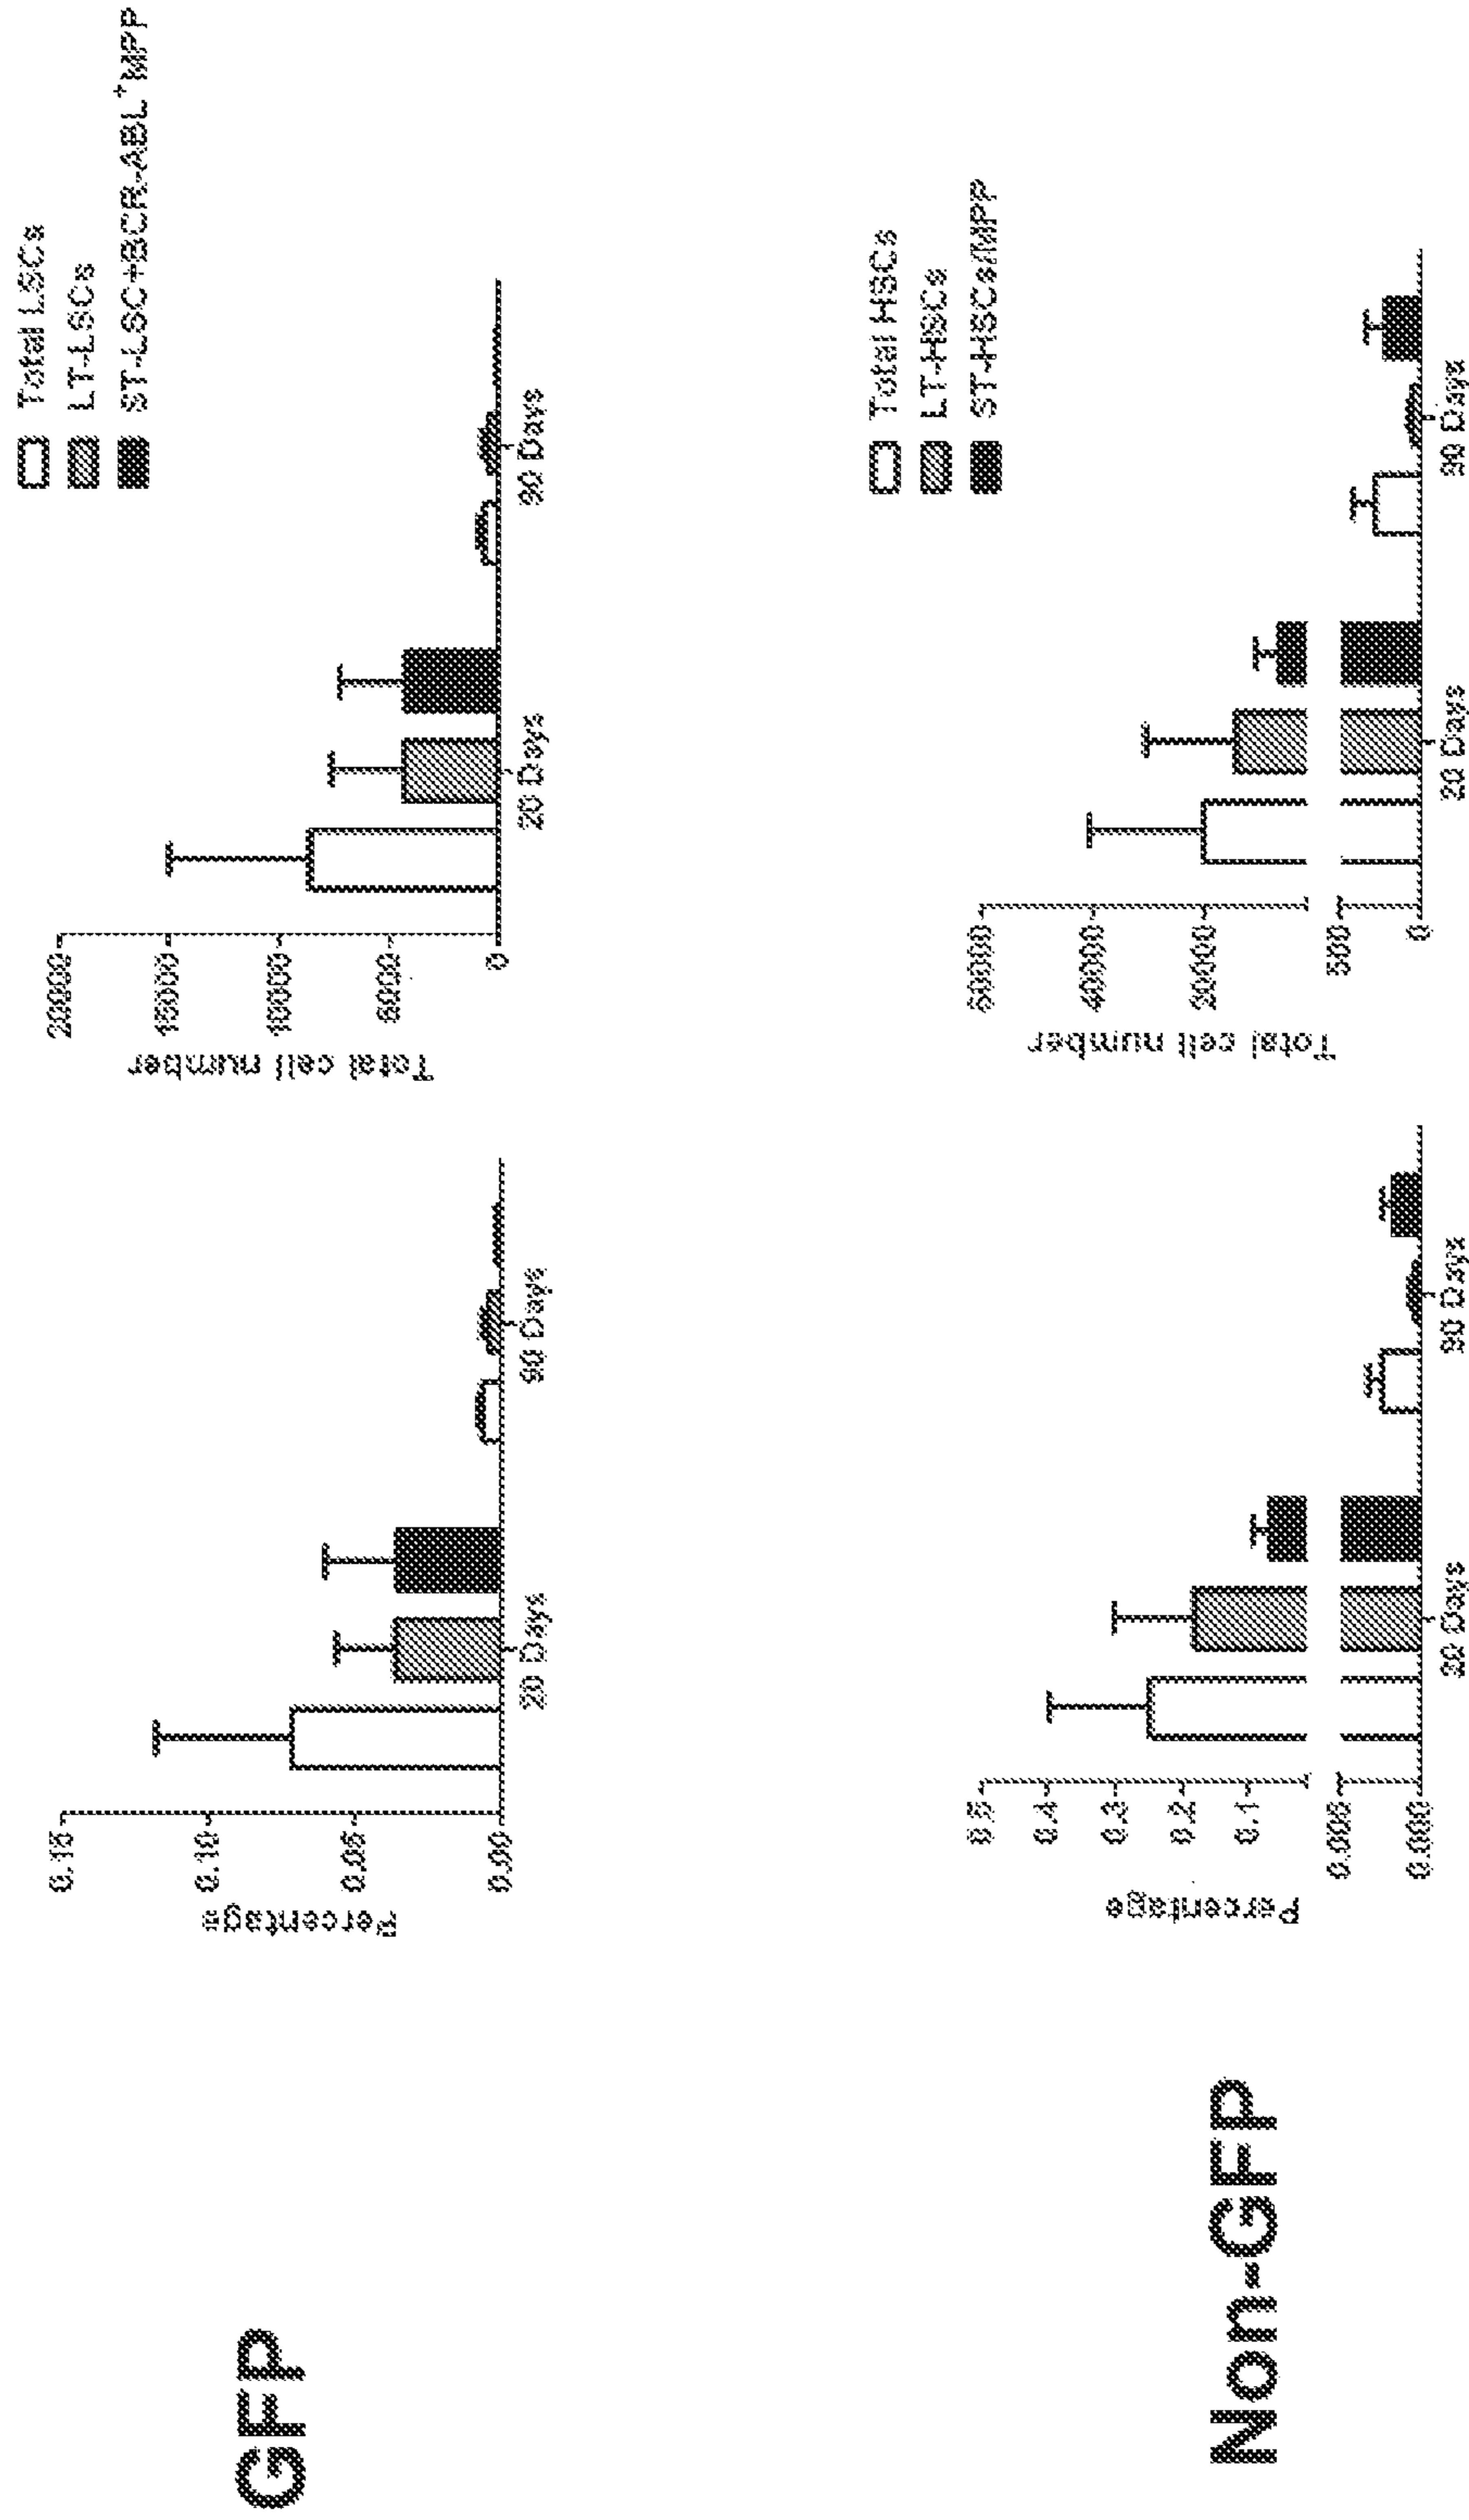 GFP
Percentage
0.15
0.10
0.05
0.00
20 Days
90 Days
Total cell number
20000
15000
10000
5000
0
20 Days
90 Days
Total LSCs
LT-LSCs
ST-LSC+BCR-ABL+MPP
Non-GFP
Percentage
0.5
0.4
0.3
0.2
0.1
0.005
0.000
20 Days
90 Days
Total cell number
40000
500
0
20 Days
90 Days
Total HSCs
LT-HSCs
ST-HSCs/MPP